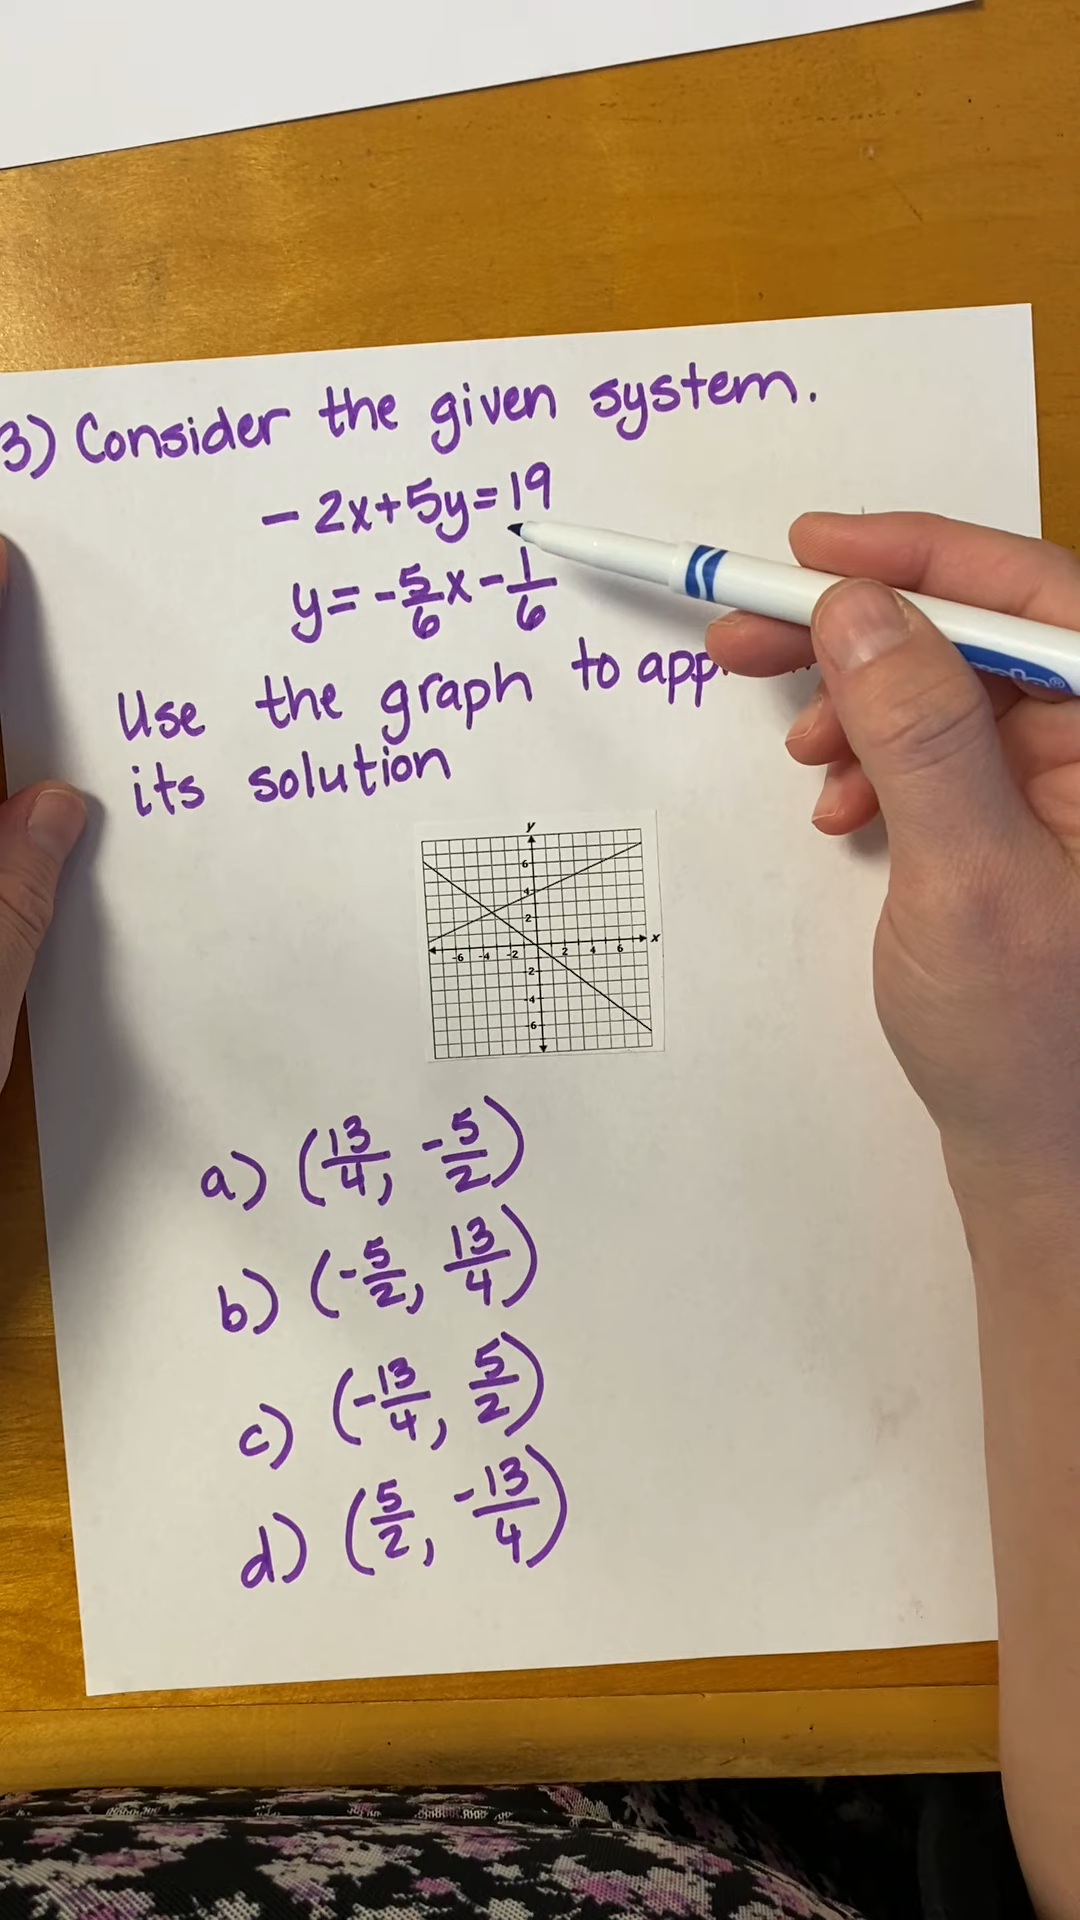 3) Consider the given system.
- 2x+5y=19
y= -5/6x - 1/6
Use the graph to
its solution
y
6
4
2
x
-6 -4 -2 2 4 6
-2
-4
-6
a) (13/4, -5/2)
b) (-5/2, 13/4)
c) (-13/4, 5/2)
d) (5/2, -13/4)